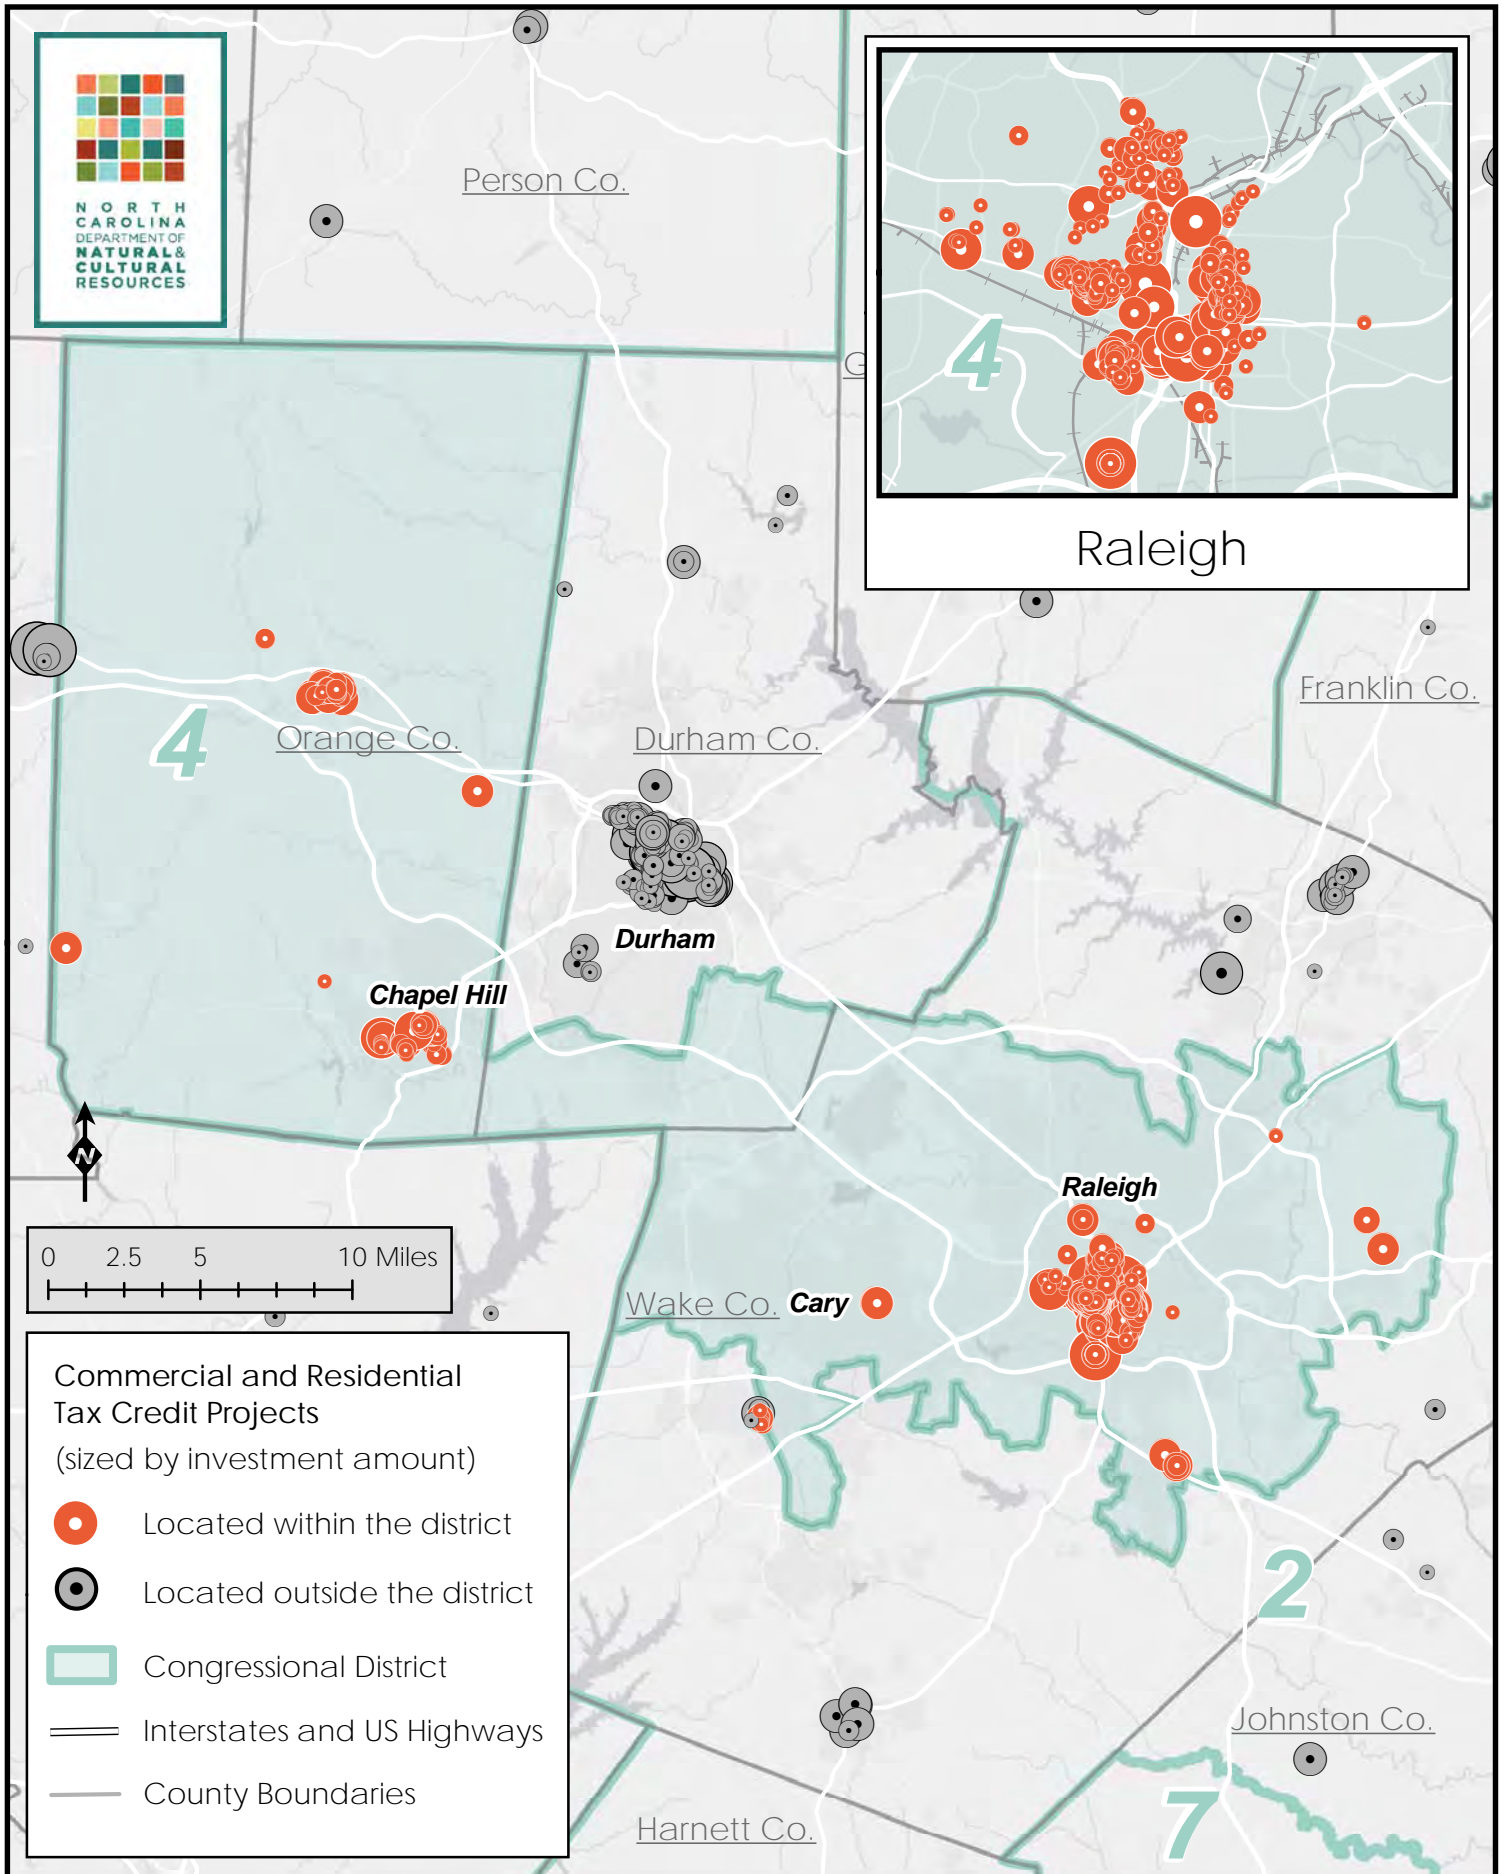 NORTH
CAROLINA
DEPARTMENT OF
NATURAL &
CULTURAL
RESOURCES
Person Co.
4
Raleigh
G
Franklin Co.
4
Orange Co.
Durham Co.
Durham
Chapel Hill
N
Raleigh
0 2.5 5 10 Miles
Wake Co.
Cary
Commercial and Residential
Tax Credit Projects
(sized by investment amount)
Located within the district
Located outside the district
Congressional District
Interstates and US Highways
County Boundaries
2
Johnston Co.
7
Harnett Co.